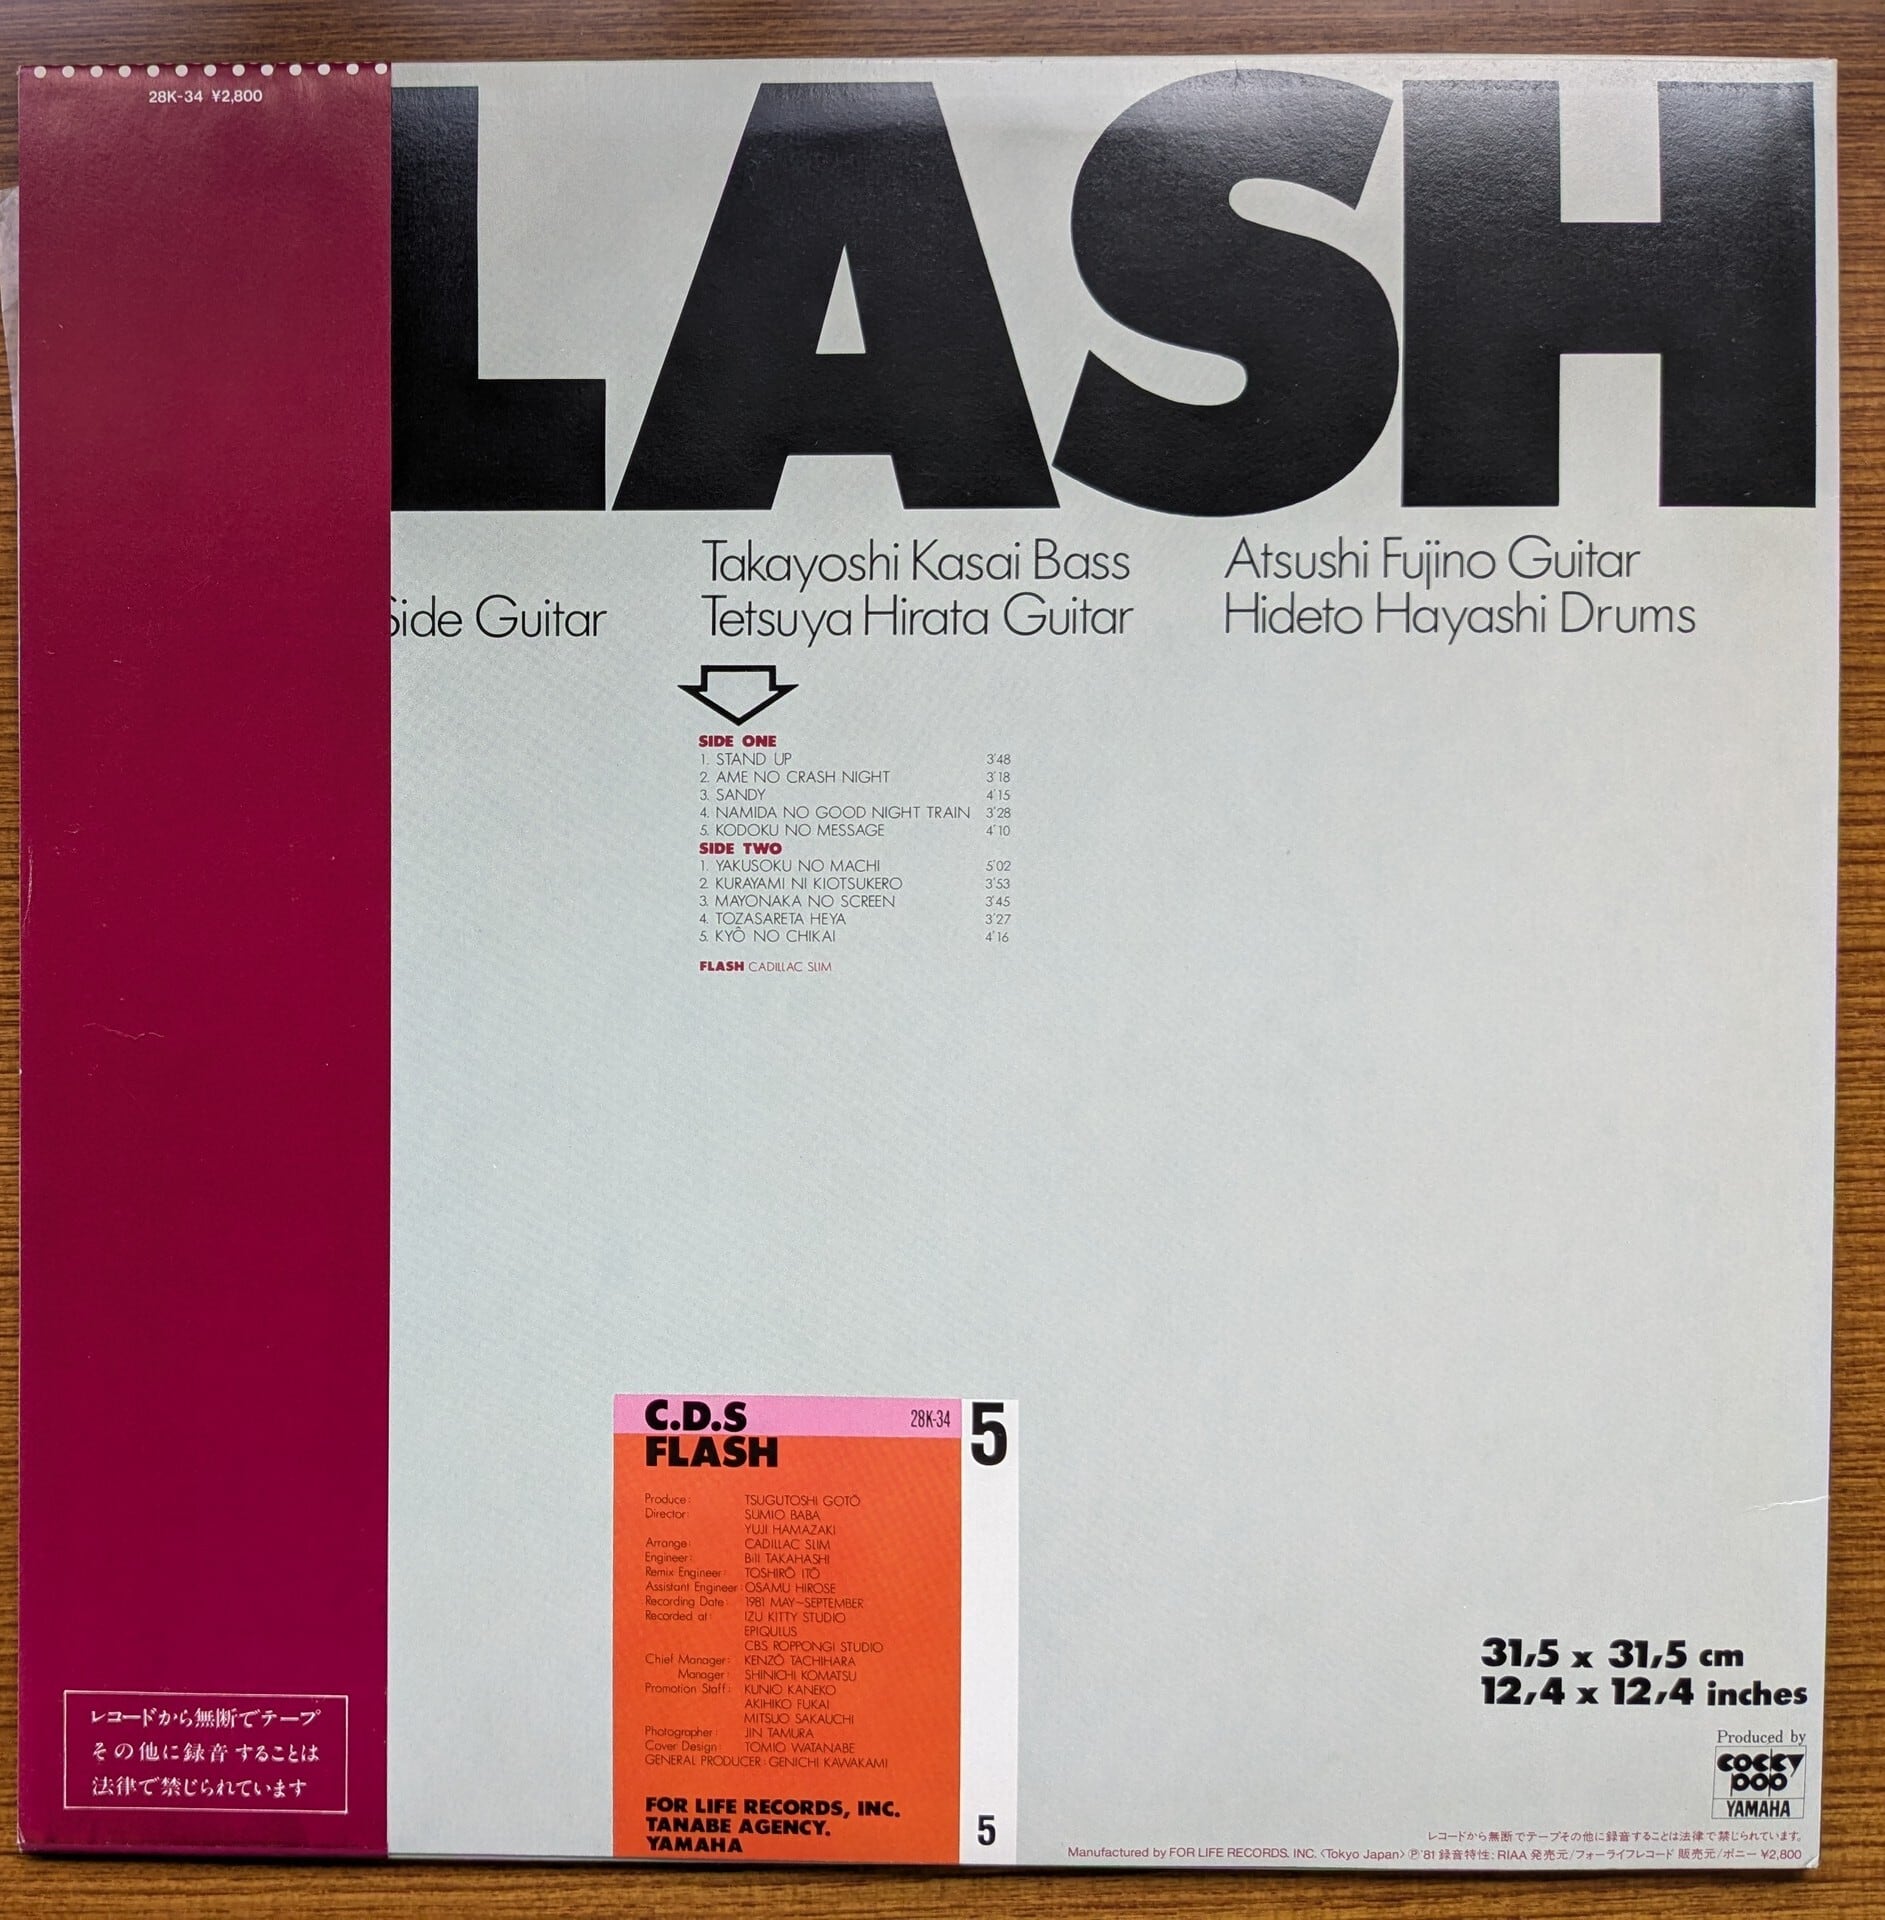 28K-34 ¥2,800
LASH
Takayoshi Kasai Bass
Atsushi Fujino Guitar
Side Guitar
Tetsuya Hirata Guitar
Hideto Hayashi Drums
SIDE ONE
1. STAND UP 3'48
2. AME NO CRASH NIGHT 3'18
3. SANDY 4'15
4. NAMIDA NO GOOD NIGHT TRAIN 3'28
5. KODOKU NO MESSAGE 4'10
SIDE TWO
1. YAKUSOKU NO MACHI 5'02
2. KURAYAMI NI KIOTSUKERO 3'53
3. MAYONAKA NO SCREEN 3'45
4. TOZASARETA HEYA 3'27
5. KYÔ NO CHIKAI 4'16
FLASH CADILLAC SLIM
C.D.S 28K-34 5
FLASH
Produce: TSUGUTOSHI GOTŌ
Director: SUMIO BABA
YUJI HAMAZAKI
Arrange: CADILLAC SLIM
Engineer: Bill TAKAHASHI
Remix Engineer: TOSHIRŌ ITŌ
Assistant Engineer: OSAMU HIROSE
Recording Date: 1981 MAY~SEPTEMBER
Recorded at: IZU KITTY STUDIO
EPIQULUS
CBS ROPPONGI STUDIO
Chief Manager: KENZŌ TACHIHARA
Manager: SHINICHI KOMATSU
Promotion Staff: KUNIO KANEKO
AKIHIKO FUKAI
MITSUO SAKAUCHI
Photographer: JIN TAMURA
Cover Design: TOMIO WATANABE
GENERAL PRODUCER: GENICHI KAWAKAMI
FOR LIFE RECORDS, INC.
TANABE AGENCY.
YAMAHA
5
31,5 x 31,5 cm
12,4 x 12,4 inches
Produced by
cocky
pop
YAMAHA
レコードから無断でテープその他に録音することは法律で禁じられています。
Manufactured by FOR LIFE RECORDS. INC.〈Tokyo Japan〉Ⓟ'81 録音特性: RIAA 発売元/フォーライフレコード 販売元/ポニー ¥2,800
レコードから無断でテープ
その他に録音することは
法律で禁じられています